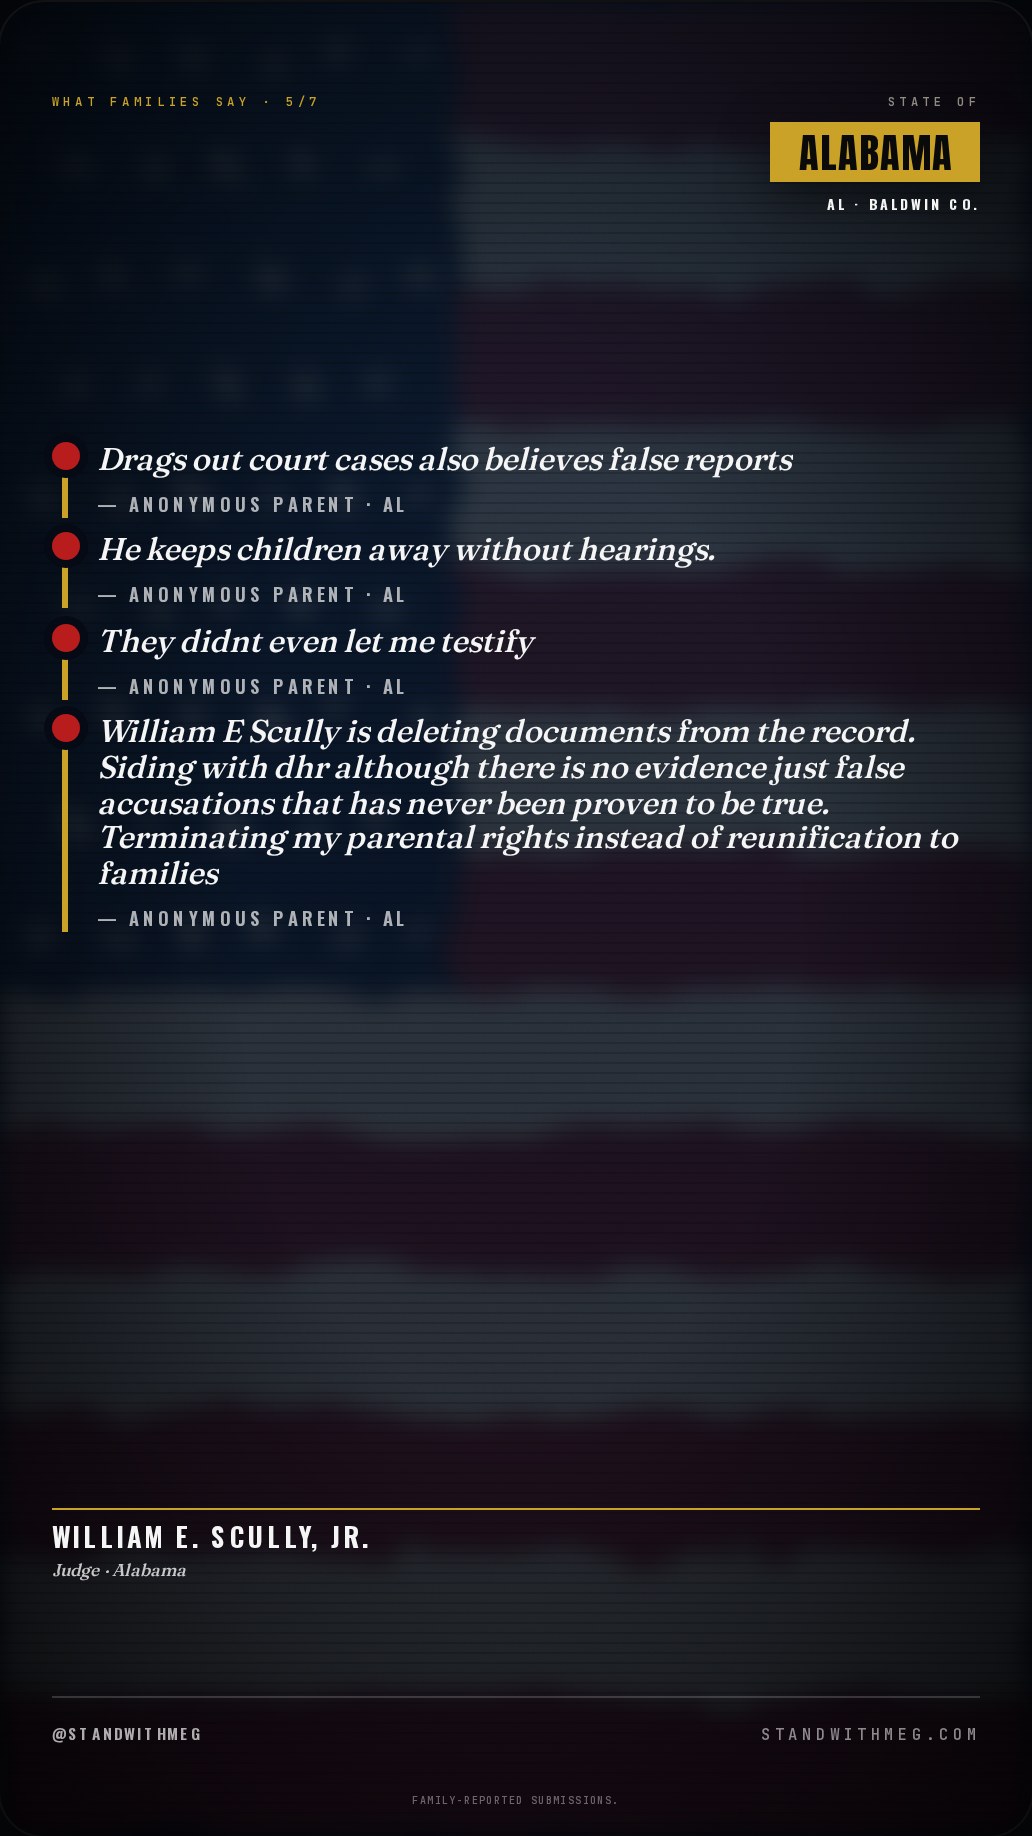 WHAT FAMILIES SAY · 5/7
STATE OF
ALABAMA
AL · BALDWIN CO.
Drags out court cases also believes false reports
— ANONYMOUS PARENT · AL
He keeps children away without hearings.
— ANONYMOUS PARENT · AL
They didnt even let me testify
— ANONYMOUS PARENT · AL
William E Scully is deleting documents from the record.
Siding with dhr although there is no evidence just false
accusations that has never been proven to be true.
Terminating my parental rights instead of reunification to
families
— ANONYMOUS PARENT · AL
WILLIAM E. SCULLY, JR.
Judge · Alabama
@STANDWITHMEG
STANDWITHMEG.COM
FAMILY-REPORTED SUBMISSIONS.